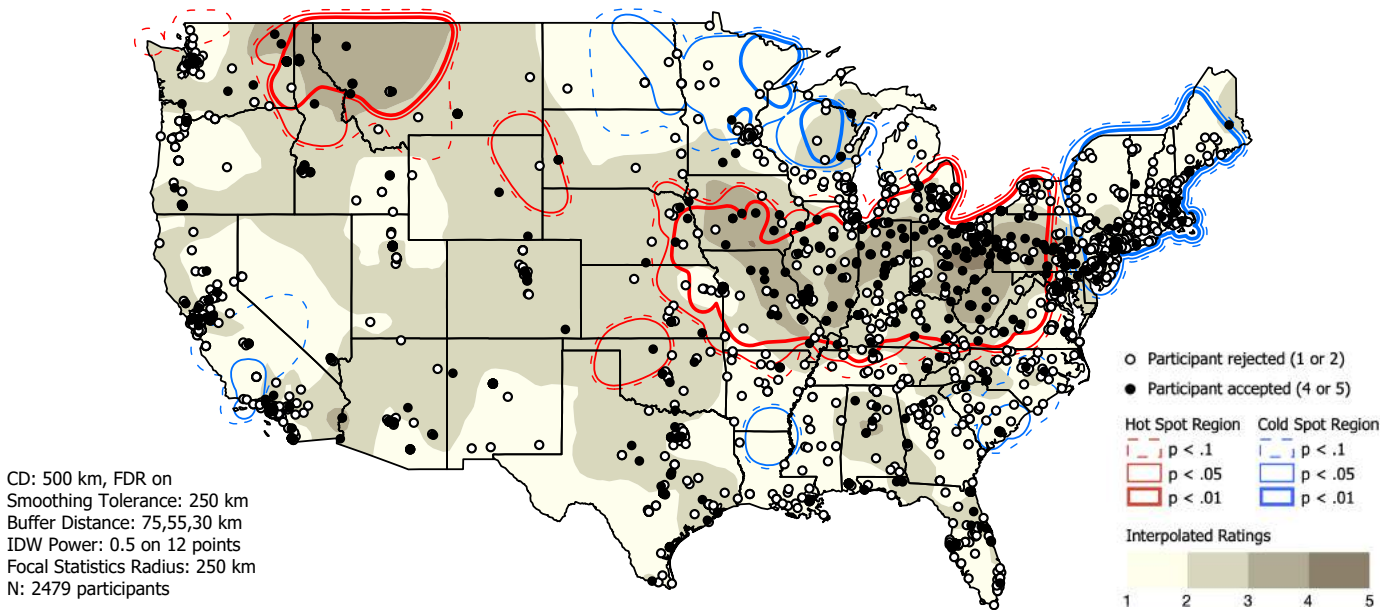 CD: 500 km, FDR on
Smoothing Tolerance: 250 km
Buffer Distance: 75,55,30 km
IDW Power: 0.5 on 12 points
Focal Statistics Radius: 250 km
N: 2479 participants
Participant rejected (1 or 2)
Participant accepted (4 or 5)
Hot Spot Region Cold Spot Region
p < .1 p < .1
p < .05 p < .05
p < .01 p < .01
Interpolated Ratings
1 2 3 4 5